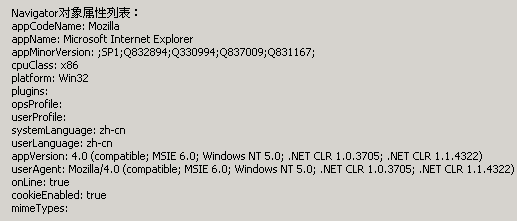 Navigator对象属性列表：
appCodeName: Mozilla
appName: Microsoft Internet Explorer
appMinorVersion: ;SP1;Q832894;Q330994;Q837009;Q831167;
cpuClass: x86
platform: Win32
plugins:
opsProfile:
userProfile:
systemLanguage: zh-cn
userLanguage: zh-cn
appVersion: 4.0 (compatible; MSIE 6.0; Windows NT 5.0; .NET CLR 1.0.3705; .NET CLR 1.1.4322)
userAgent: Mozilla/4.0 (compatible; MSIE 6.0; Windows NT 5.0; .NET CLR 1.0.3705; .NET CLR 1.1.4322)
onLine: true
cookieEnabled: true
mimeTypes: